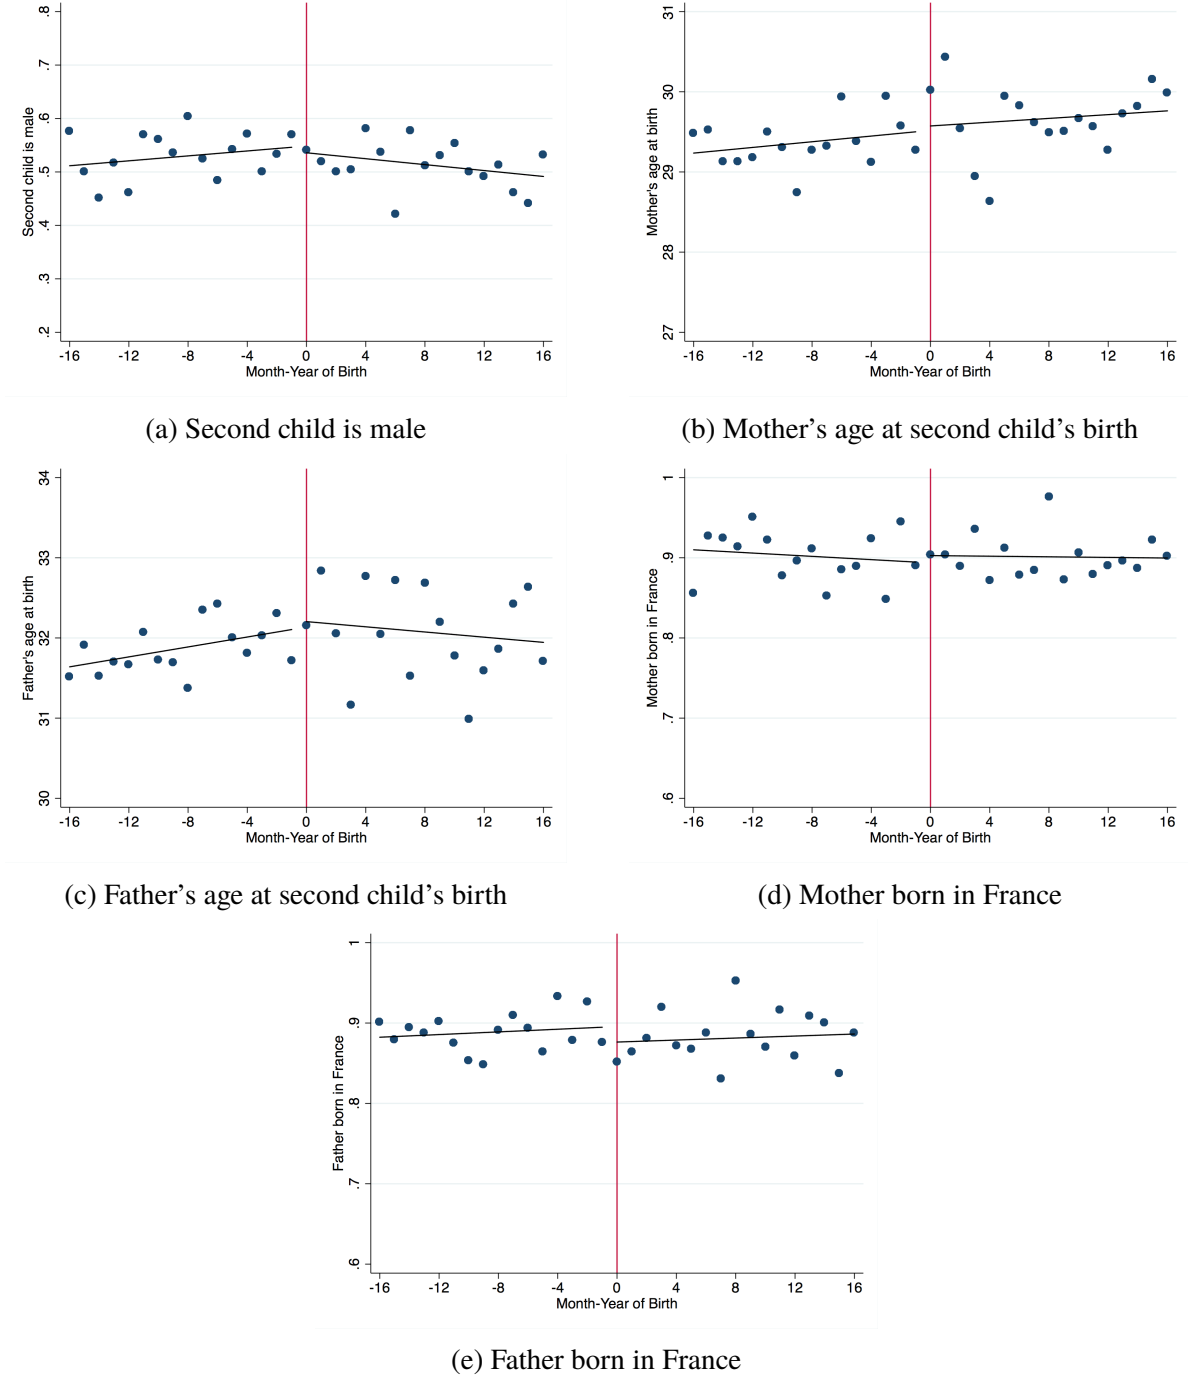 .8
.7
.6
.5
.4
.3
.2
Second child is male
-16 -12 -8 -4 0 4 8 12 16
Month-Year of Birth
(a) Second child is male
31
30
29
28
27
Mother's age at birth
-16 -12 -8 -4 0 4 8 12 16
Month-Year of Birth
(b) Mother's age at second child's birth
34
33
32
31
30
Father's age at birth
-16 -12 -8 -4 0 4 8 12 16
Month-Year of Birth
(c) Father's age at second child's birth
1
.9
.8
.7
.6
Mother born in France
-16 -12 -8 -4 0 4 8 12 16
Month-Year of Birth
(d) Mother born in France
1
.9
.8
.7
.6
Father born in France
-16 -12 -8 -4 0 4 8 12 16
Month-Year of Birth
(e) Father born in France